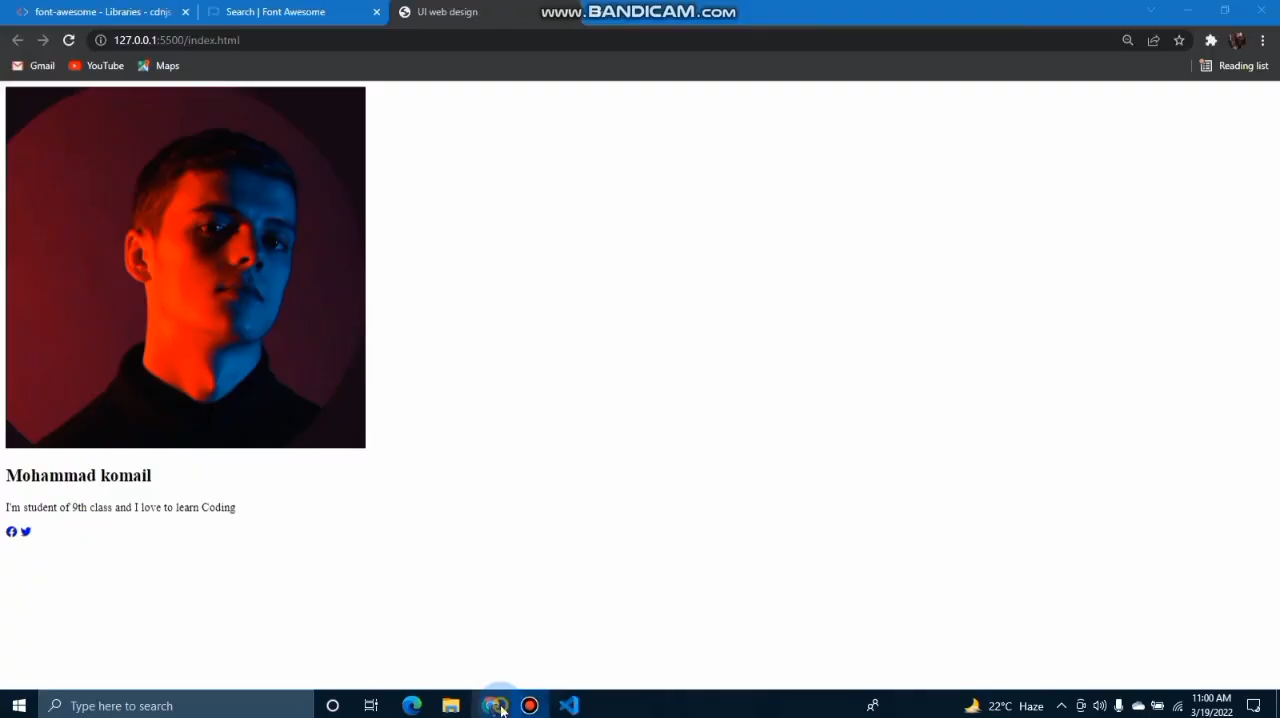 font-awesome - Libraries - cdnjs
Search | Font Awesome
UI web design
www.BANDICAM.com
127.0.0.1:5500/index.html
Gmail
YouTube
Maps
Reading list
Mohammad komail
I'm student of 9th class and I love to learn Coding
Type here to search
22°C Haze
11:00 AM
3/19/2022